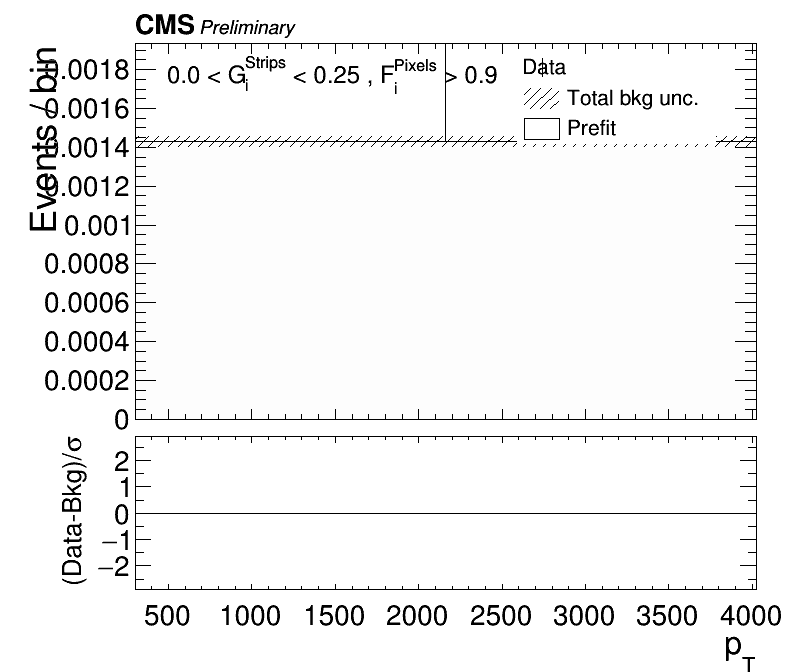 CMS Preliminary
0.0 < G_i^Strips < 0.25 , F_i^Pixels > 0.9
Data
Total bkg unc.
Prefit
Events / bin
0.0018
0.0016
0.0014
0.0012
0.001
0.0008
0.0006
0.0004
0.0002
0
(Data-Bkg)/σ
2
1
0
−1
−2
500 1000 1500 2000 2500 3000 3500 4000
p_T